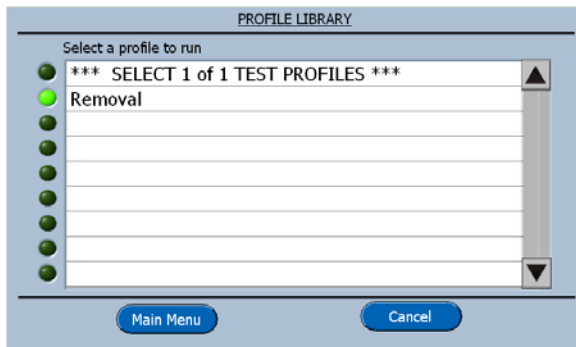 PROFILE LIBRARY
Select a profile to run
*** SELECT 1 of 1 TEST PROFILES ***
Removal
Main Menu
Cancel